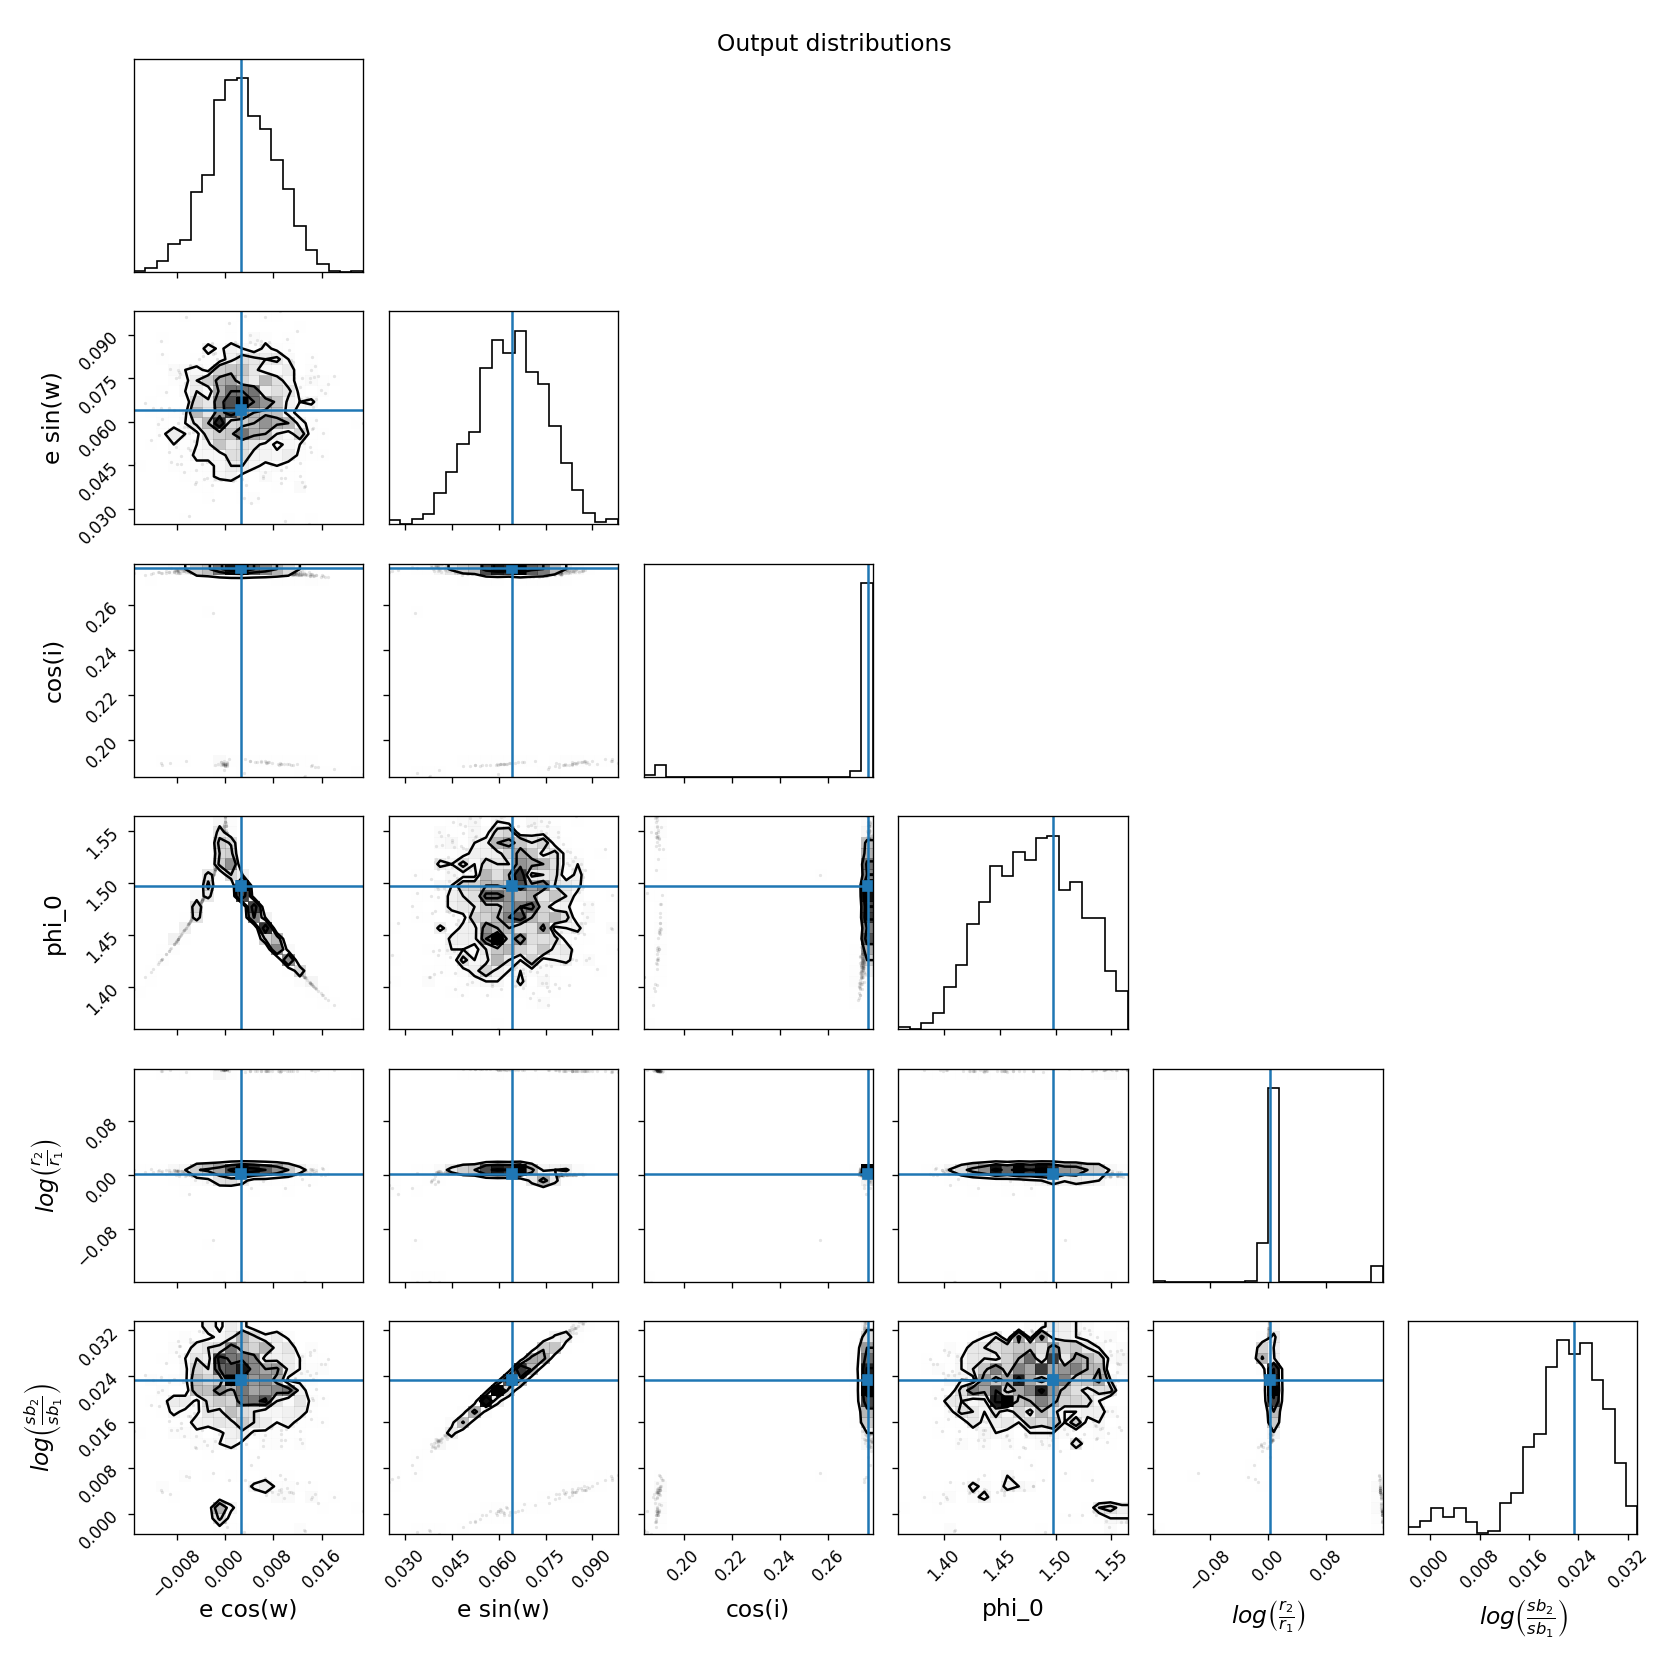 Output distributions
e sin(w)
0.090
0.075
0.060
0.045
0.030
cos(i)
0.26
0.24
0.22
0.20
phi_0
1.55
1.50
1.45
1.40
log(r₂/r₁)
0.08
0.00
−0.08
log(sb₂/sb₁)
0.032
0.024
0.016
0.008
0.000
−0.008 0.000 0.008 0.016
0.030 0.045 0.060 0.075 0.090
0.20 0.22 0.24 0.26
1.40 1.45 1.50 1.55
−0.08 0.00 0.08
0.000 0.008 0.016 0.024 0.032
e cos(w) e sin(w) cos(i) phi_0 log(r₂/r₁) log(sb₂/sb₁)